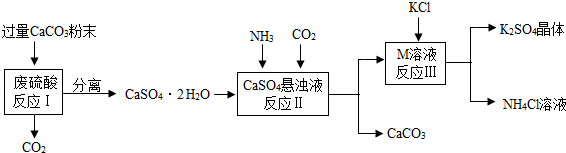 KCl
过量CaCO3粉末
NH3
CO2
K2SO4晶体
废硫酸
反应Ⅰ
分离
CaSO4·2H2O
CaSO4悬浊液
反应Ⅱ
M溶液
反应Ⅲ
CO2
CaCO3
NH4Cl溶液